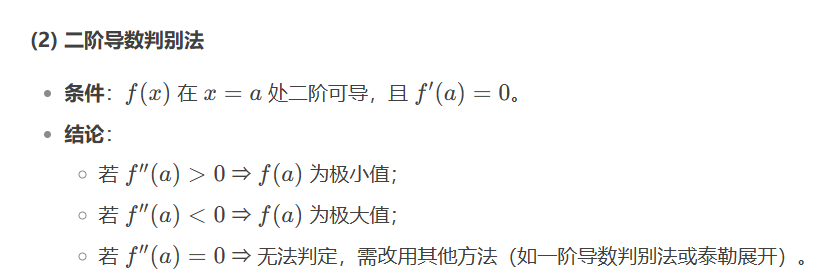 (2) 二阶导数判别法
• 条件：f(x) 在 x = a 处二阶可导，且 f′(a) = 0。
• 结论：
◦ 若 f″(a) > 0 ⇒ f(a) 为极小值；
◦ 若 f″(a) < 0 ⇒ f(a) 为极大值；
◦ 若 f″(a) = 0 ⇒ 无法判定，需改用其他方法（如一阶导数判别法或泰勒展开）。